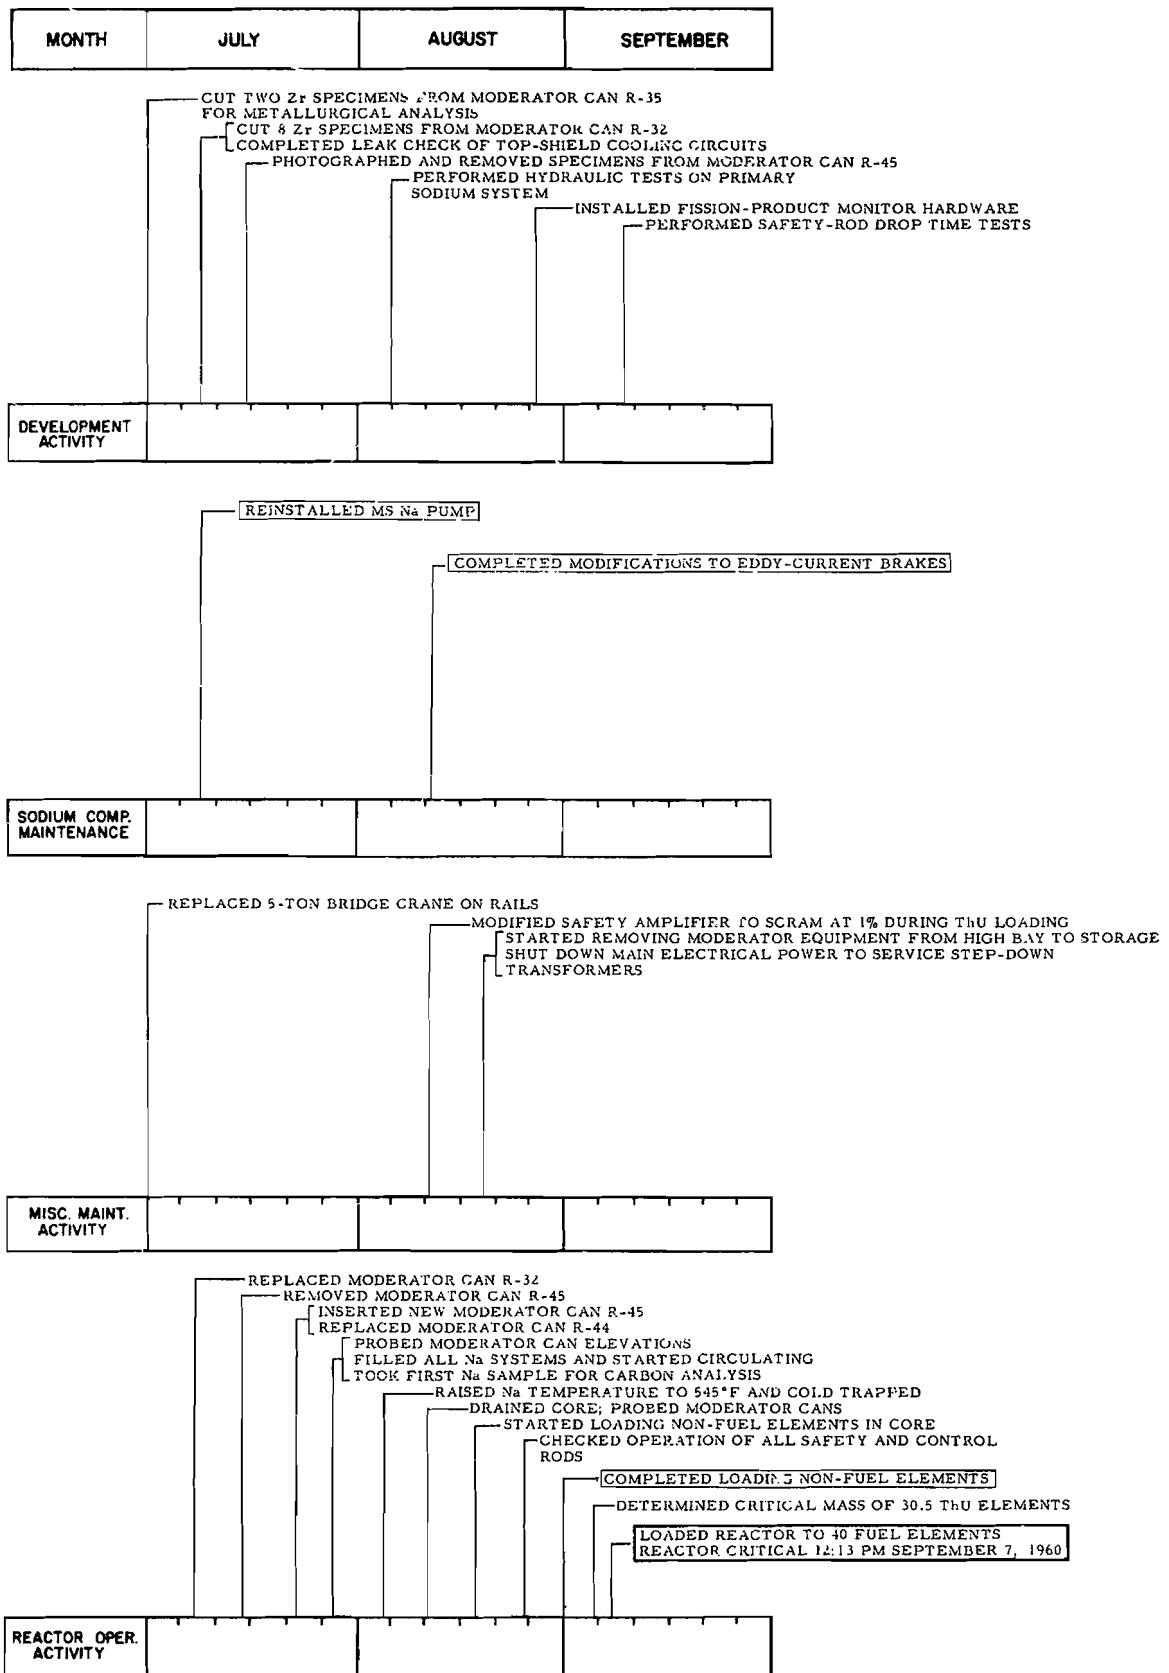 MONTH JULY AUGUST SEPTEMBER
CUT TWO Zr SPECIMENS FROM MODERATOR CAN R-35
FOR METALLURGICAL ANALYSIS
CUT 8 Zr SPECIMENS FROM MODERATOR CAN R-32
COMPLETED LEAK CHECK OF TOP-SHIELD COOLING CIRCUITS
PHOTOGRAPHED AND REMOVED SPECIMENS FROM MODERATOR CAN R-45
PERFORMED HYDRAULIC TESTS ON PRIMARY
SODIUM SYSTEM
INSTALLED FISSION-PRODUCT MONITOR HARDWARE
PERFORMED SAFETY-ROD DROP TIME TESTS
DEVELOPMENT
ACTIVITY
REINSTALLED MS Na PUMP
COMPLETED MODIFICATIONS TO EDDY-CURRENT BRAKES
SODIUM COMP.
MAINTENANCE
REPLACED 5-TON BRIDGE CRANE ON RAILS
MODIFIED SAFETY AMPLIFIER TO SCRAM AT 1% DURING ThU LOADING
STARTED REMOVING MODERATOR EQUIPMENT FROM HIGH BAY TO STORAGE
SHUT DOWN MAIN ELECTRICAL POWER TO SERVICE STEP-DOWN
TRANSFORMERS
MISC. MAINT.
ACTIVITY
REPLACED MODERATOR CAN R-32
REMOVED MODERATOR CAN R-45
INSERTED NEW MODERATOR CAN R-45
REPLACED MODERATOR CAN R-44
PROBED MODERATOR CAN ELEVATIONS
FILLED ALL Na SYSTEMS AND STARTED CIRCULATING
TOOK FIRST Na SAMPLE FOR CARBON ANALYSIS
RAISED Na TEMPERATURE TO 545°F AND COLD TRAPPED
DRAINED CORE; PROBED MODERATOR CANS
STARTED LOADING NON-FUEL ELEMENTS IN CORE
CHECKED OPERATION OF ALL SAFETY AND CONTROL
RODS
COMPLETED LOADING NON-FUEL ELEMENTS
DETERMINED CRITICAL MASS OF 30.5 ThU ELEMENTS
LOADED REACTOR TO 40 FUEL ELEMENTS
REACTOR CRITICAL 12:13 PM SEPTEMBER 7, 1960
REACTOR OPER.
ACTIVITY